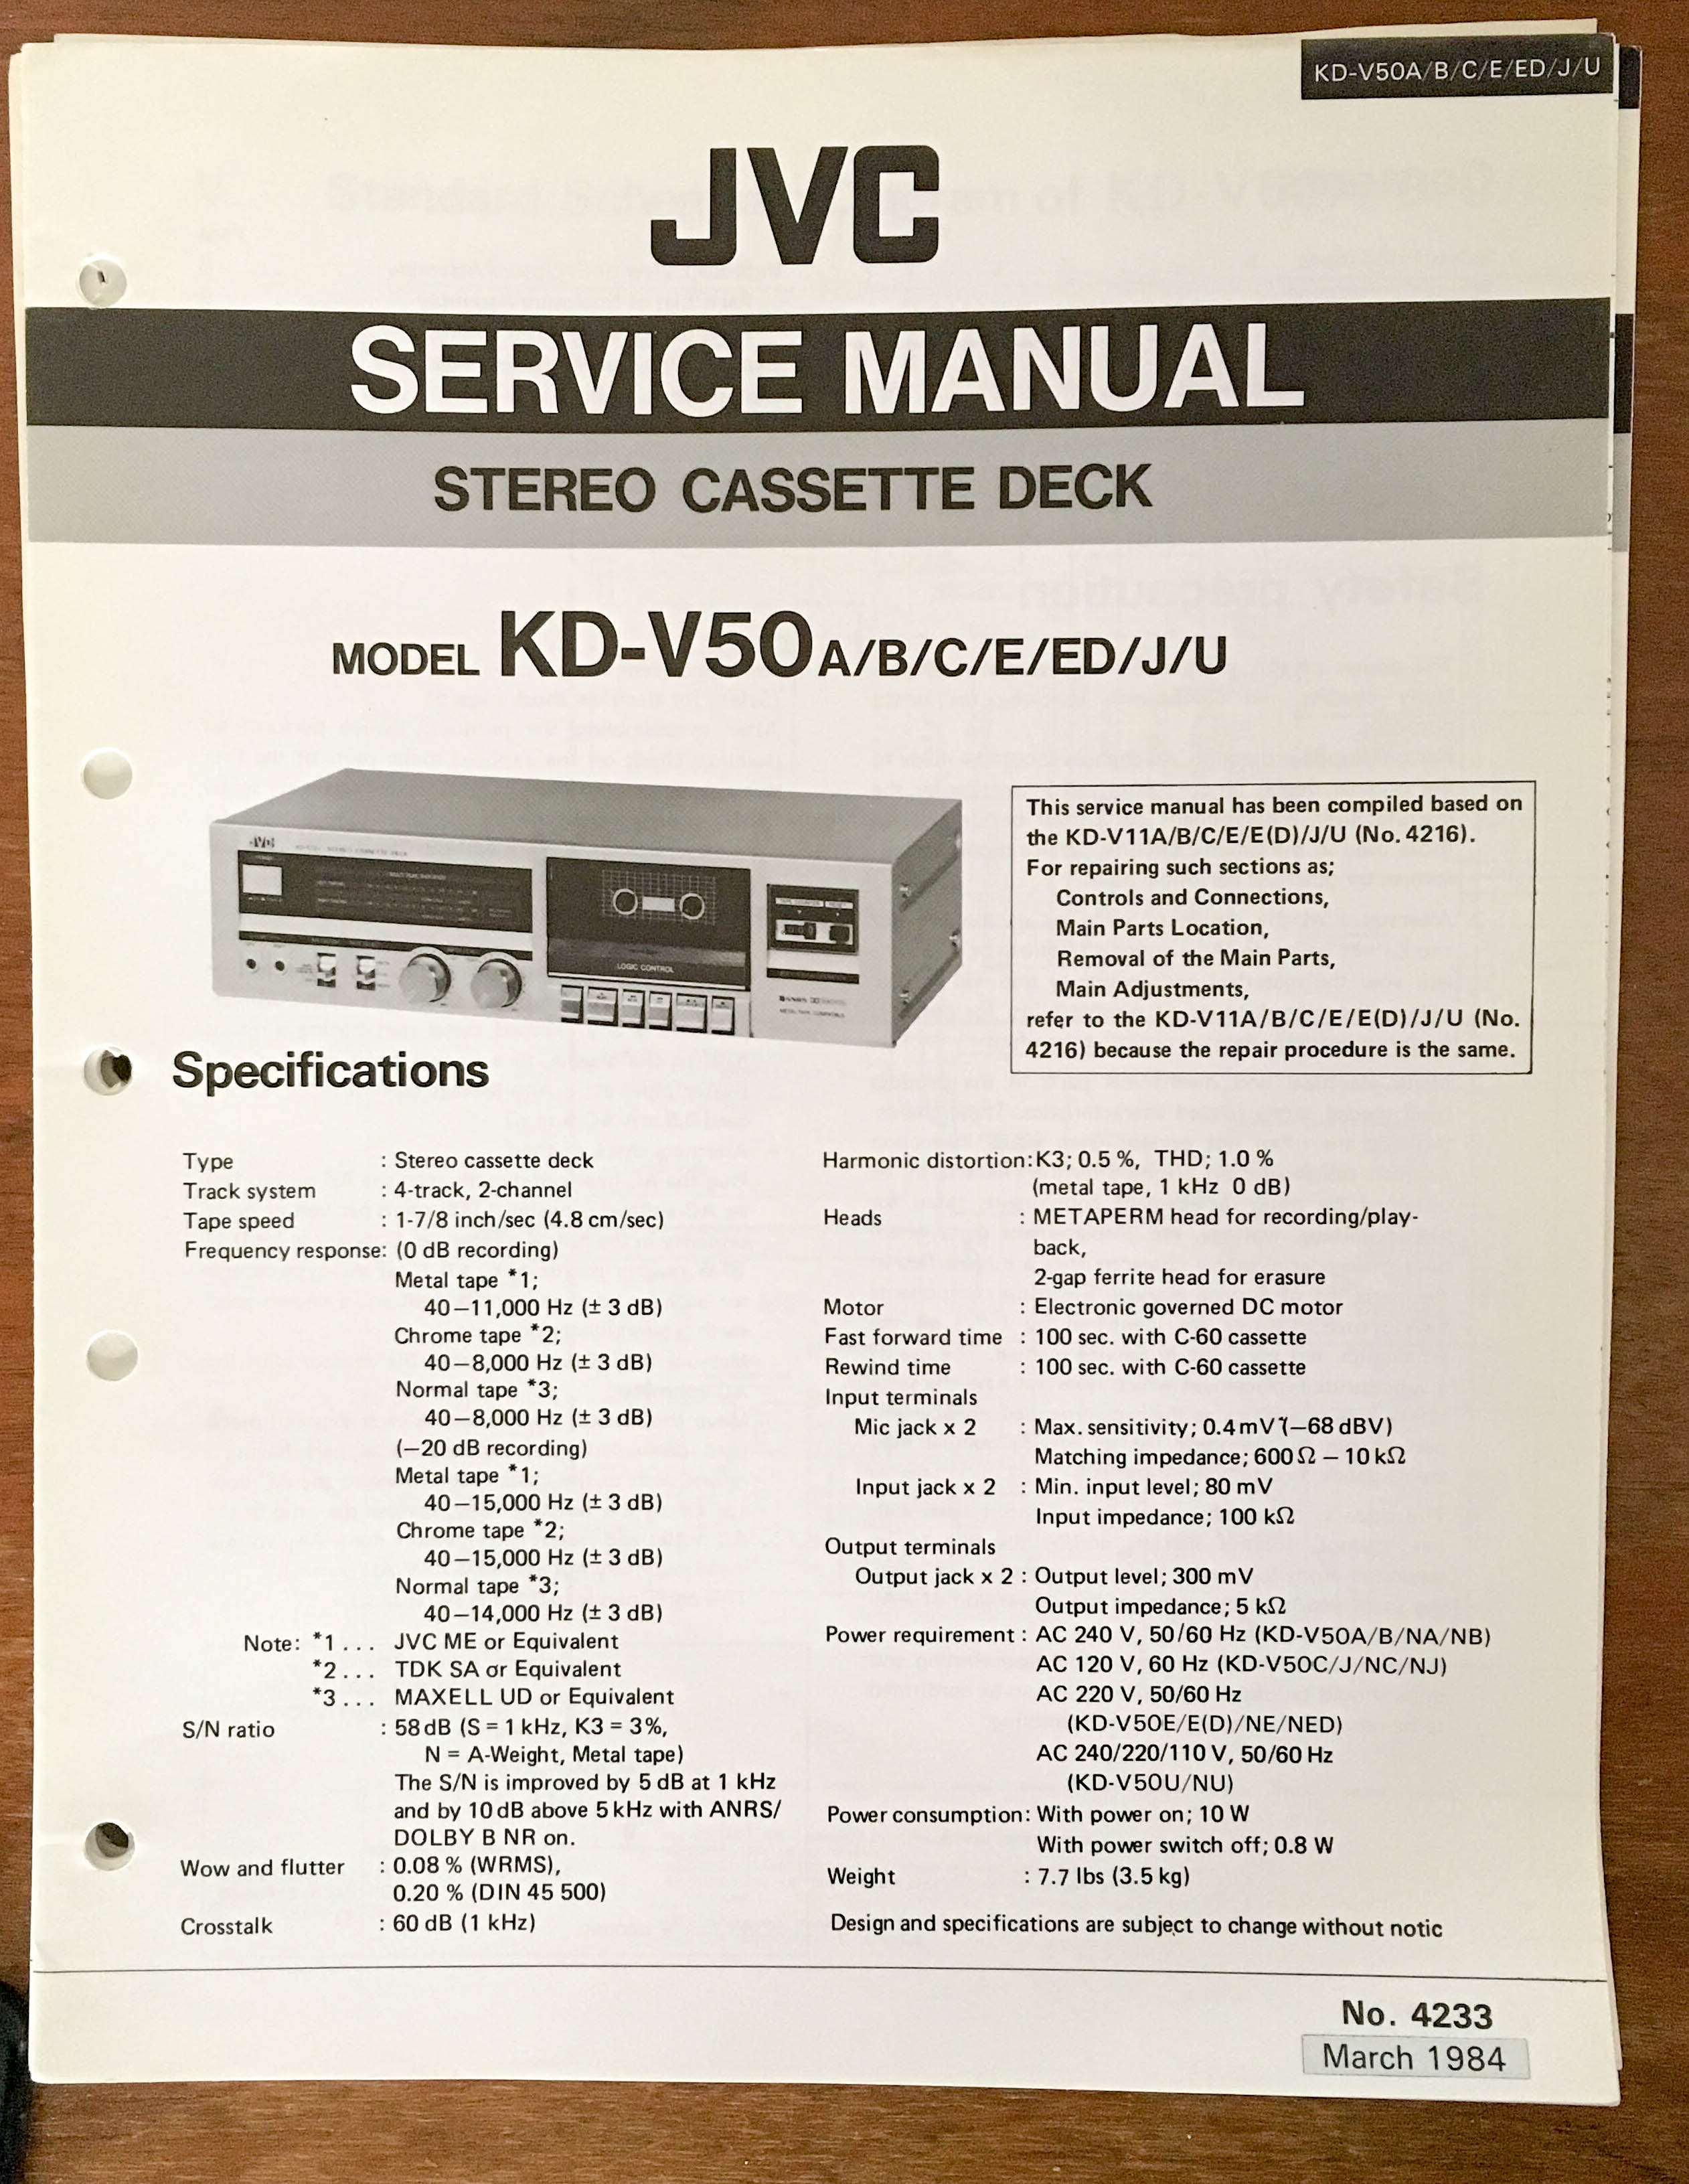 KD-V50A/B/C/E/ED/J/U
JVC
SERVICE MANUAL
STEREO CASSETTE DECK
MODEL KD-V50A/B/C/E/ED/J/U
JVC
LOGIC CONTROL
This service manual has been compiled based on
the KD-V11A/B/C/E/E(D)/J/U (No. 4216).
For repairing such sections as;
Controls and Connections,
Main Parts Location,
Removal of the Main Parts,
Main Adjustments,
refer to the KD-V11A/B/C/E/E(D)/J/U (No.
4216) because the repair procedure is the same.
Specifications
Type : Stereo cassette deck
Track system : 4-track, 2-channel
Tape speed : 1-7/8 inch/sec (4.8 cm/sec)
Frequency response: (0 dB recording)
Metal tape *1;
40–11,000 Hz (± 3 dB)
Chrome tape *2;
40–8,000 Hz (± 3 dB)
Normal tape *3;
40–8,000 Hz (± 3 dB)
(–20 dB recording)
Metal tape *1;
40–15,000 Hz (± 3 dB)
Chrome tape *2;
40–15,000 Hz (± 3 dB)
Normal tape *3;
40–14,000 Hz (± 3 dB)
Note: *1 ... JVC ME or Equivalent
*2 ... TDK SA or Equivalent
*3 ... MAXELL UD or Equivalent
S/N ratio : 58 dB (S = 1 kHz, K3 = 3%,
N = A-Weight, Metal tape)
The S/N is improved by 5 dB at 1 kHz
and by 10 dB above 5 kHz with ANRS/
DOLBY B NR on.
Wow and flutter : 0.08 % (WRMS),
0.20 % (DIN 45 500)
Crosstalk : 60 dB (1 kHz)
Harmonic distortion: K3; 0.5 %, THD; 1.0 %
(metal tape, 1 kHz 0 dB)
Heads : METAPERM head for recording/play-
back,
2-gap ferrite head for erasure
Motor : Electronic governed DC motor
Fast forward time : 100 sec. with C-60 cassette
Rewind time : 100 sec. with C-60 cassette
Input terminals
Mic jack x 2 : Max. sensitivity; 0.4 mV (–68 dBV)
Matching impedance; 600 Ω – 10 kΩ
Input jack x 2 : Min. input level; 80 mV
Input impedance; 100 kΩ
Output terminals
Output jack x 2 : Output level; 300 mV
Output impedance; 5 kΩ
Power requirement : AC 240 V, 50/60 Hz (KD-V50A/B/NA/NB)
AC 120 V, 60 Hz (KD-V50C/J/NC/NJ)
AC 220 V, 50/60 Hz
(KD-V50E/E(D)/NE/NED)
AC 240/220/110 V, 50/60 Hz
(KD-V50U/NU)
Power consumption: With power on; 10 W
With power switch off; 0.8 W
Weight : 7.7 lbs (3.5 kg)
Design and specifications are subject to change without notic
No. 4233
March 1984